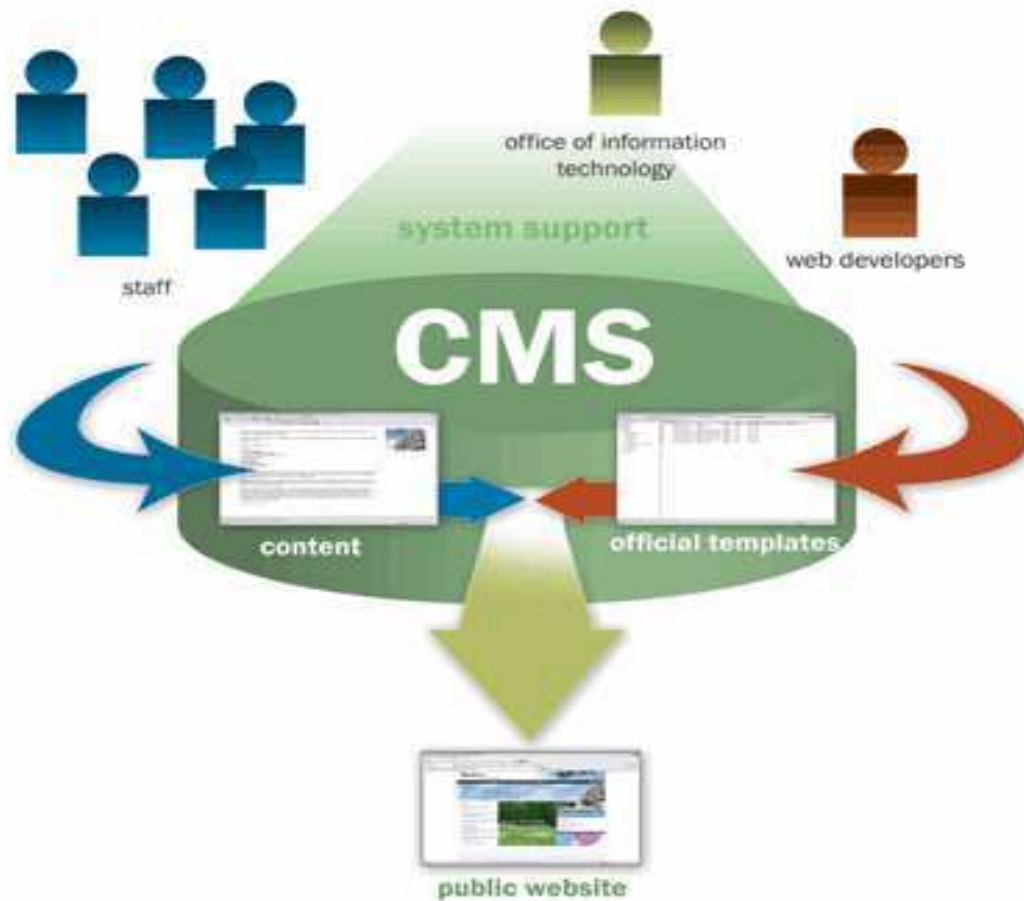 office of information
technology
system support
web developers
staff
CMS
content
official templates
public website